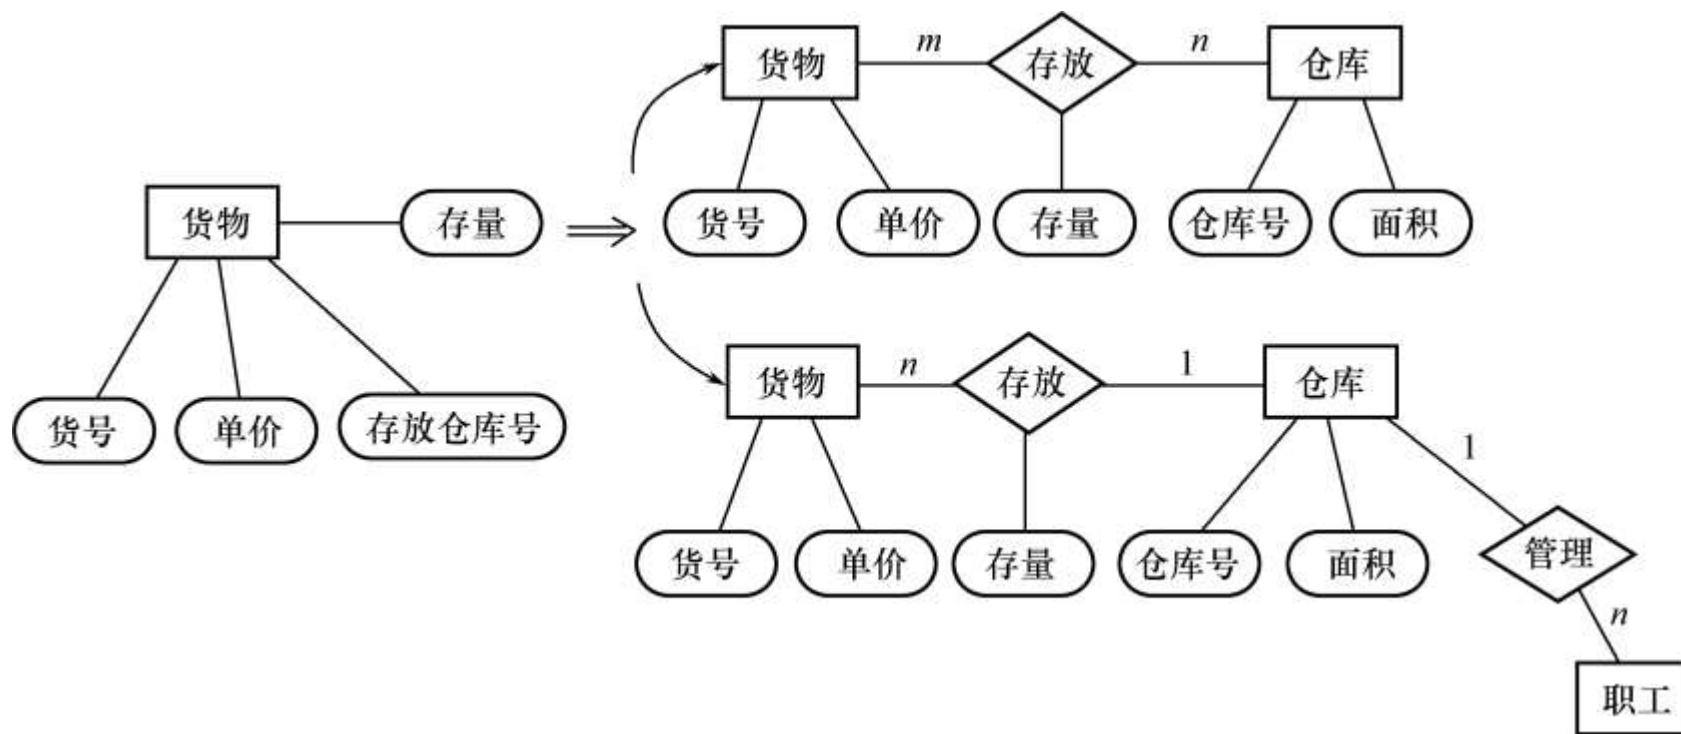 货物 m 存放 n 仓库
货号 单价 存量 仓库号 面积
货物 存量
货号 单价 存放仓库号
货物 n 存放 1 仓库
1
货号 单价 存量 仓库号 面积 管理
n
职工